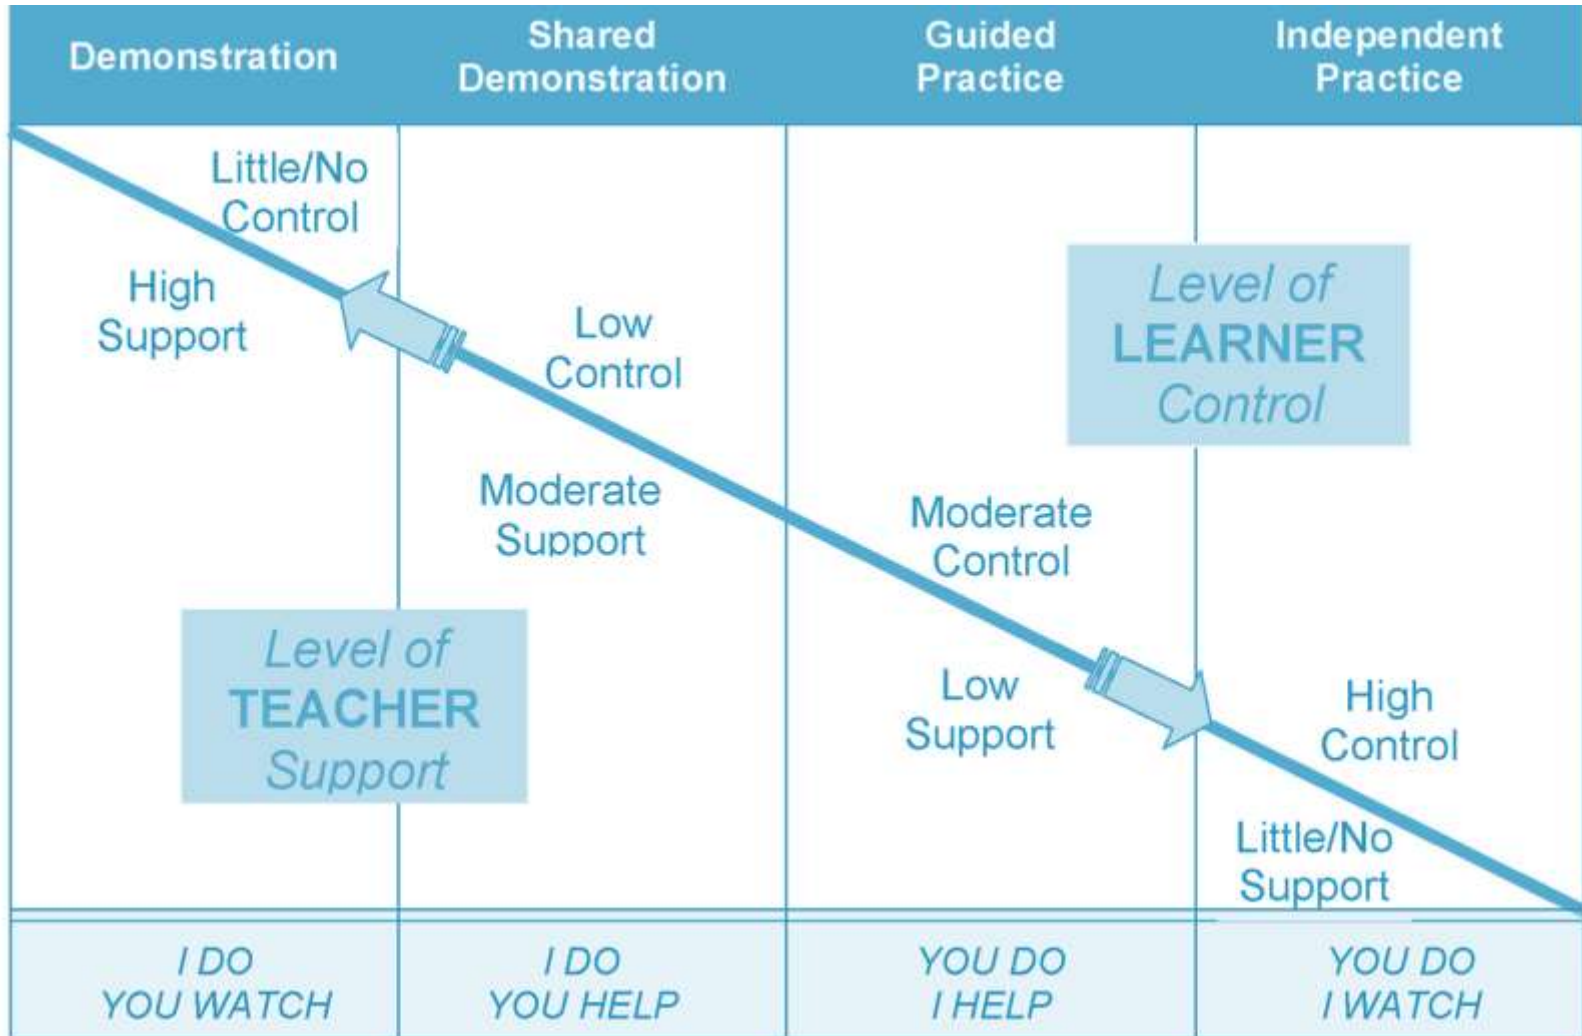 Demonstration
Shared
Demonstration
Guided
Practice
Independent
Practice
Little/No
Control
High
Support
Low
Control
Moderate
Support
Level of
LEARNER
Control
Moderate
Control
Level of
TEACHER
Support
Low
Support
High
Control
Little/No
Support
I DO
YOU WATCH
I DO
YOU HELP
YOU DO
I HELP
YOU DO
I WATCH